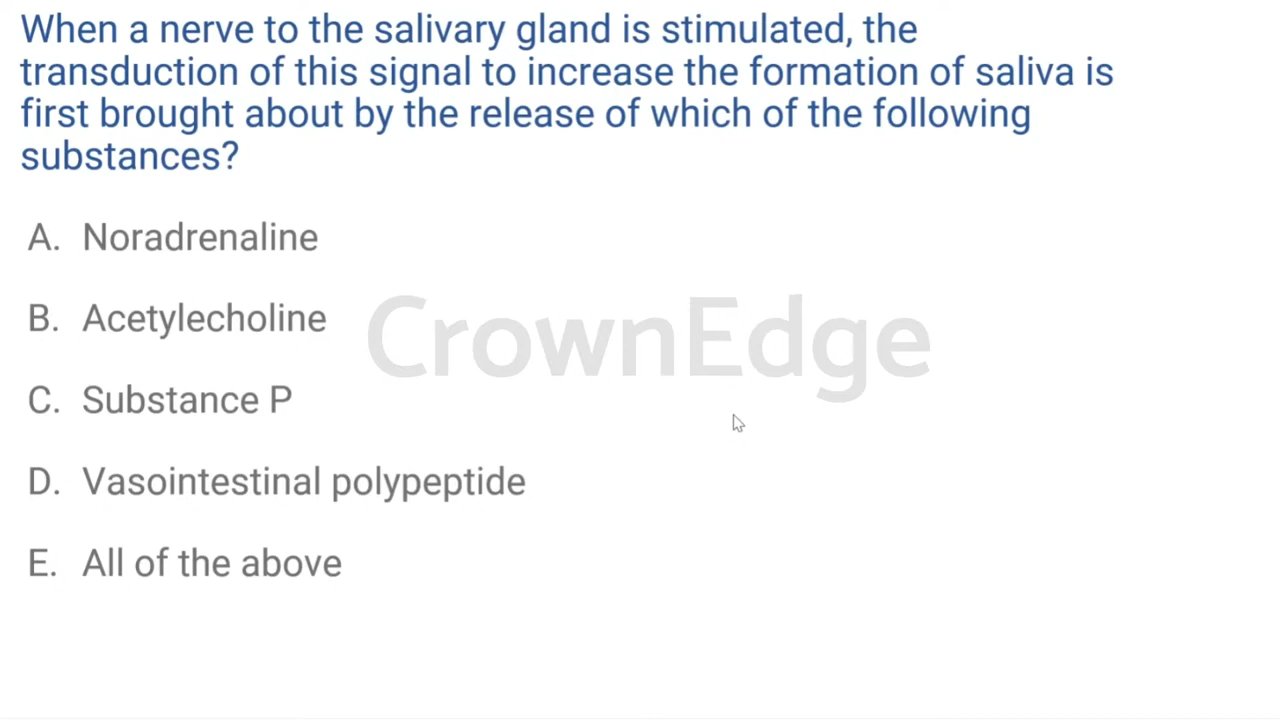 When a nerve to the salivary gland is stimulated, the
transduction of this signal to increase the formation of saliva is
first brought about by the release of which of the following
substances?
A. Noradrenaline
B. Acetylecholine
CrownEdge
C. Substance P
D. Vasointestinal polypeptide
E. All of the above